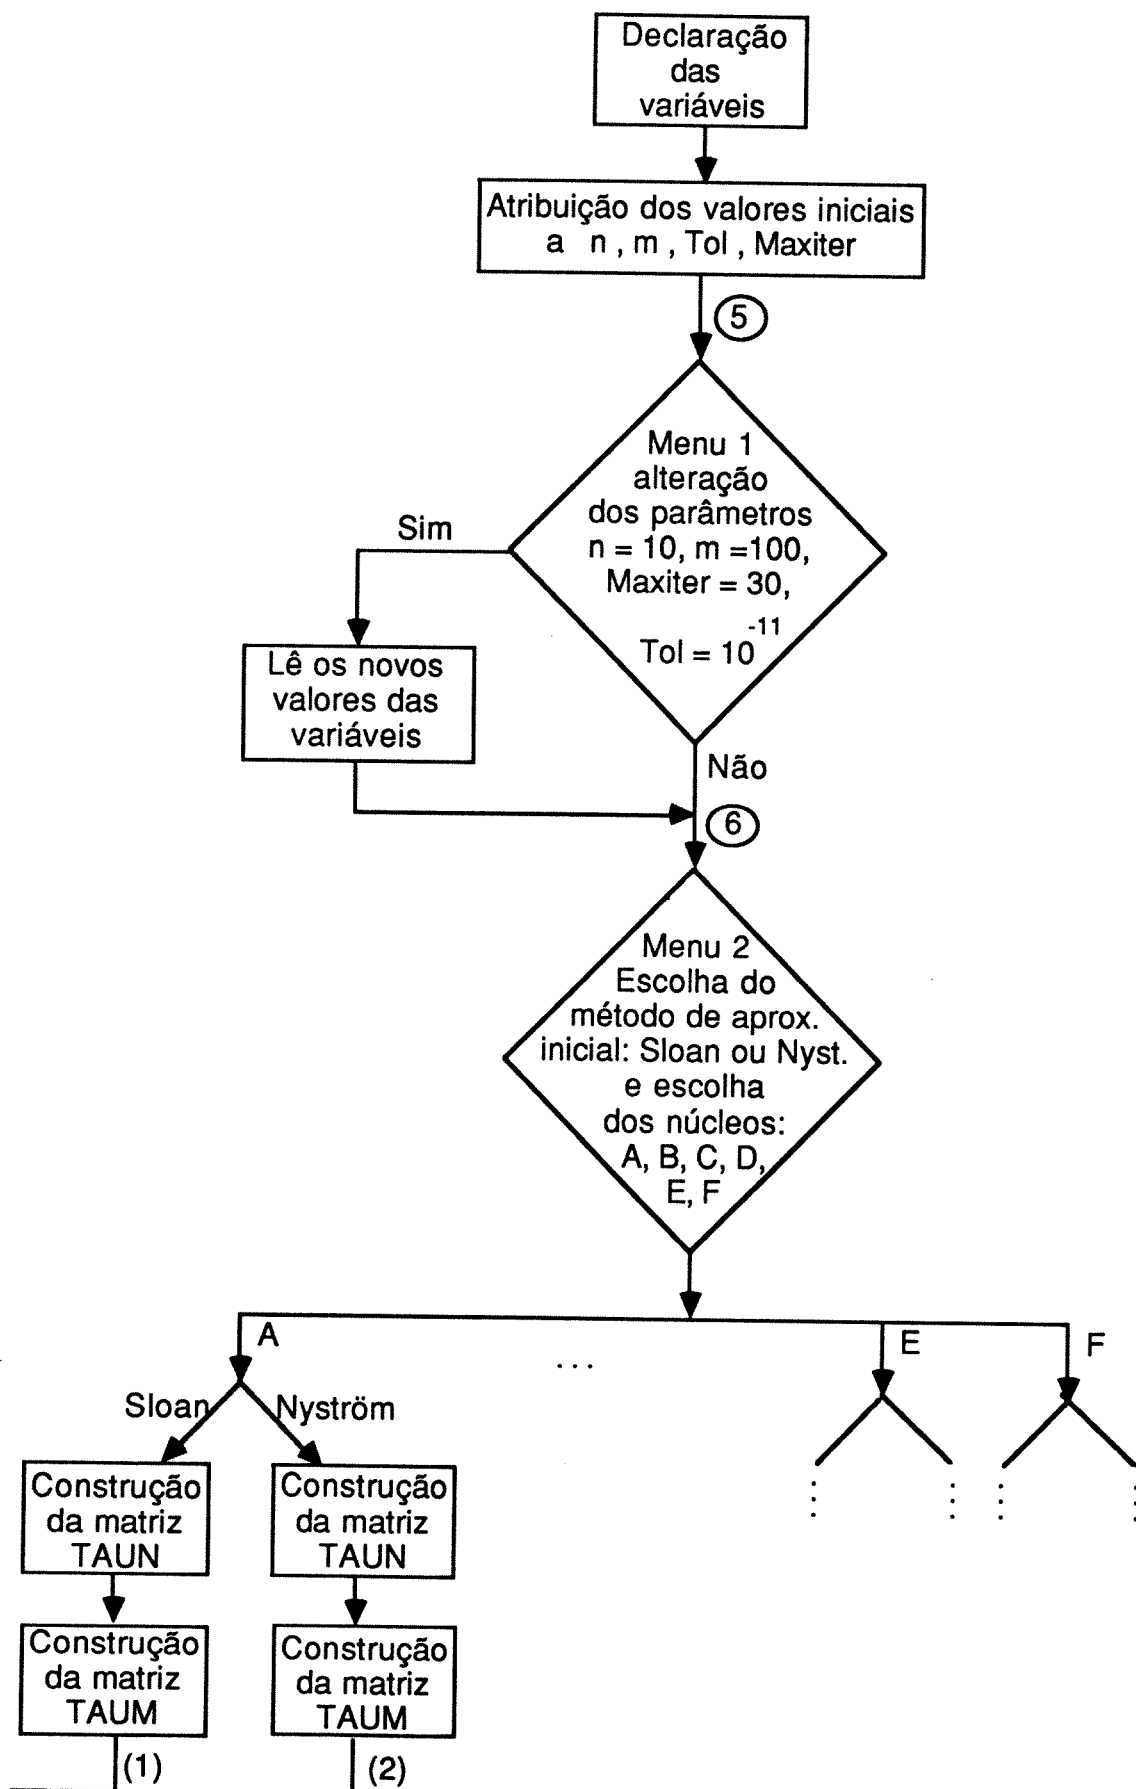 Declaração
das
variáveis
Atribuição dos valores iniciais
a n , m , Tol , Maxiter
5
Menu 1
alteração
dos parâmetros
n = 10, m =100,
Maxiter = 30,
Tol = 10^-11
Sim
Lê os novos
valores das
variáveis
Não
6
Menu 2
Escolha do
método de aprox.
inicial: Sloan ou Nyst.
e escolha
dos núcleos:
A, B, C, D,
E, F
A
...
E
F
Sloan
Nyström
Construção
da matriz
TAUN
Construção
da matriz
TAUN
Construção
da matriz
TAUM
Construção
da matriz
TAUM
(1)
(2)